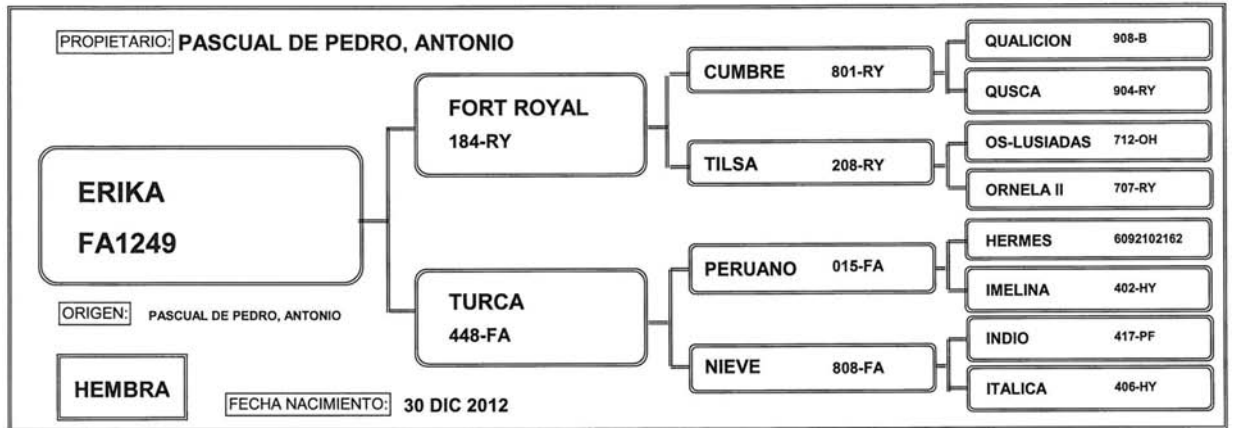 PROPIETARIO: PASCUAL DE PEDRO, ANTONIO
ERIKA
FA1249
ORIGEN: PASCUAL DE PEDRO, ANTONIO
HEMBRA
FECHA NACIMIENTO: 30 DIC 2012
FORT ROYAL
184-RY
TURCA
448-FA
CUMBRE 801-RY
TILSA 208-RY
PERUANO 015-FA
NIEVE 808-FA
QUALICION 908-B
QUSCA 904-RY
OS-LUSIADAS 712-OH
ORNELA II 707-RY
HERMES 6092102162
IMELINA 402-HY
INDIO 417-PF
ITALICA 406-HY